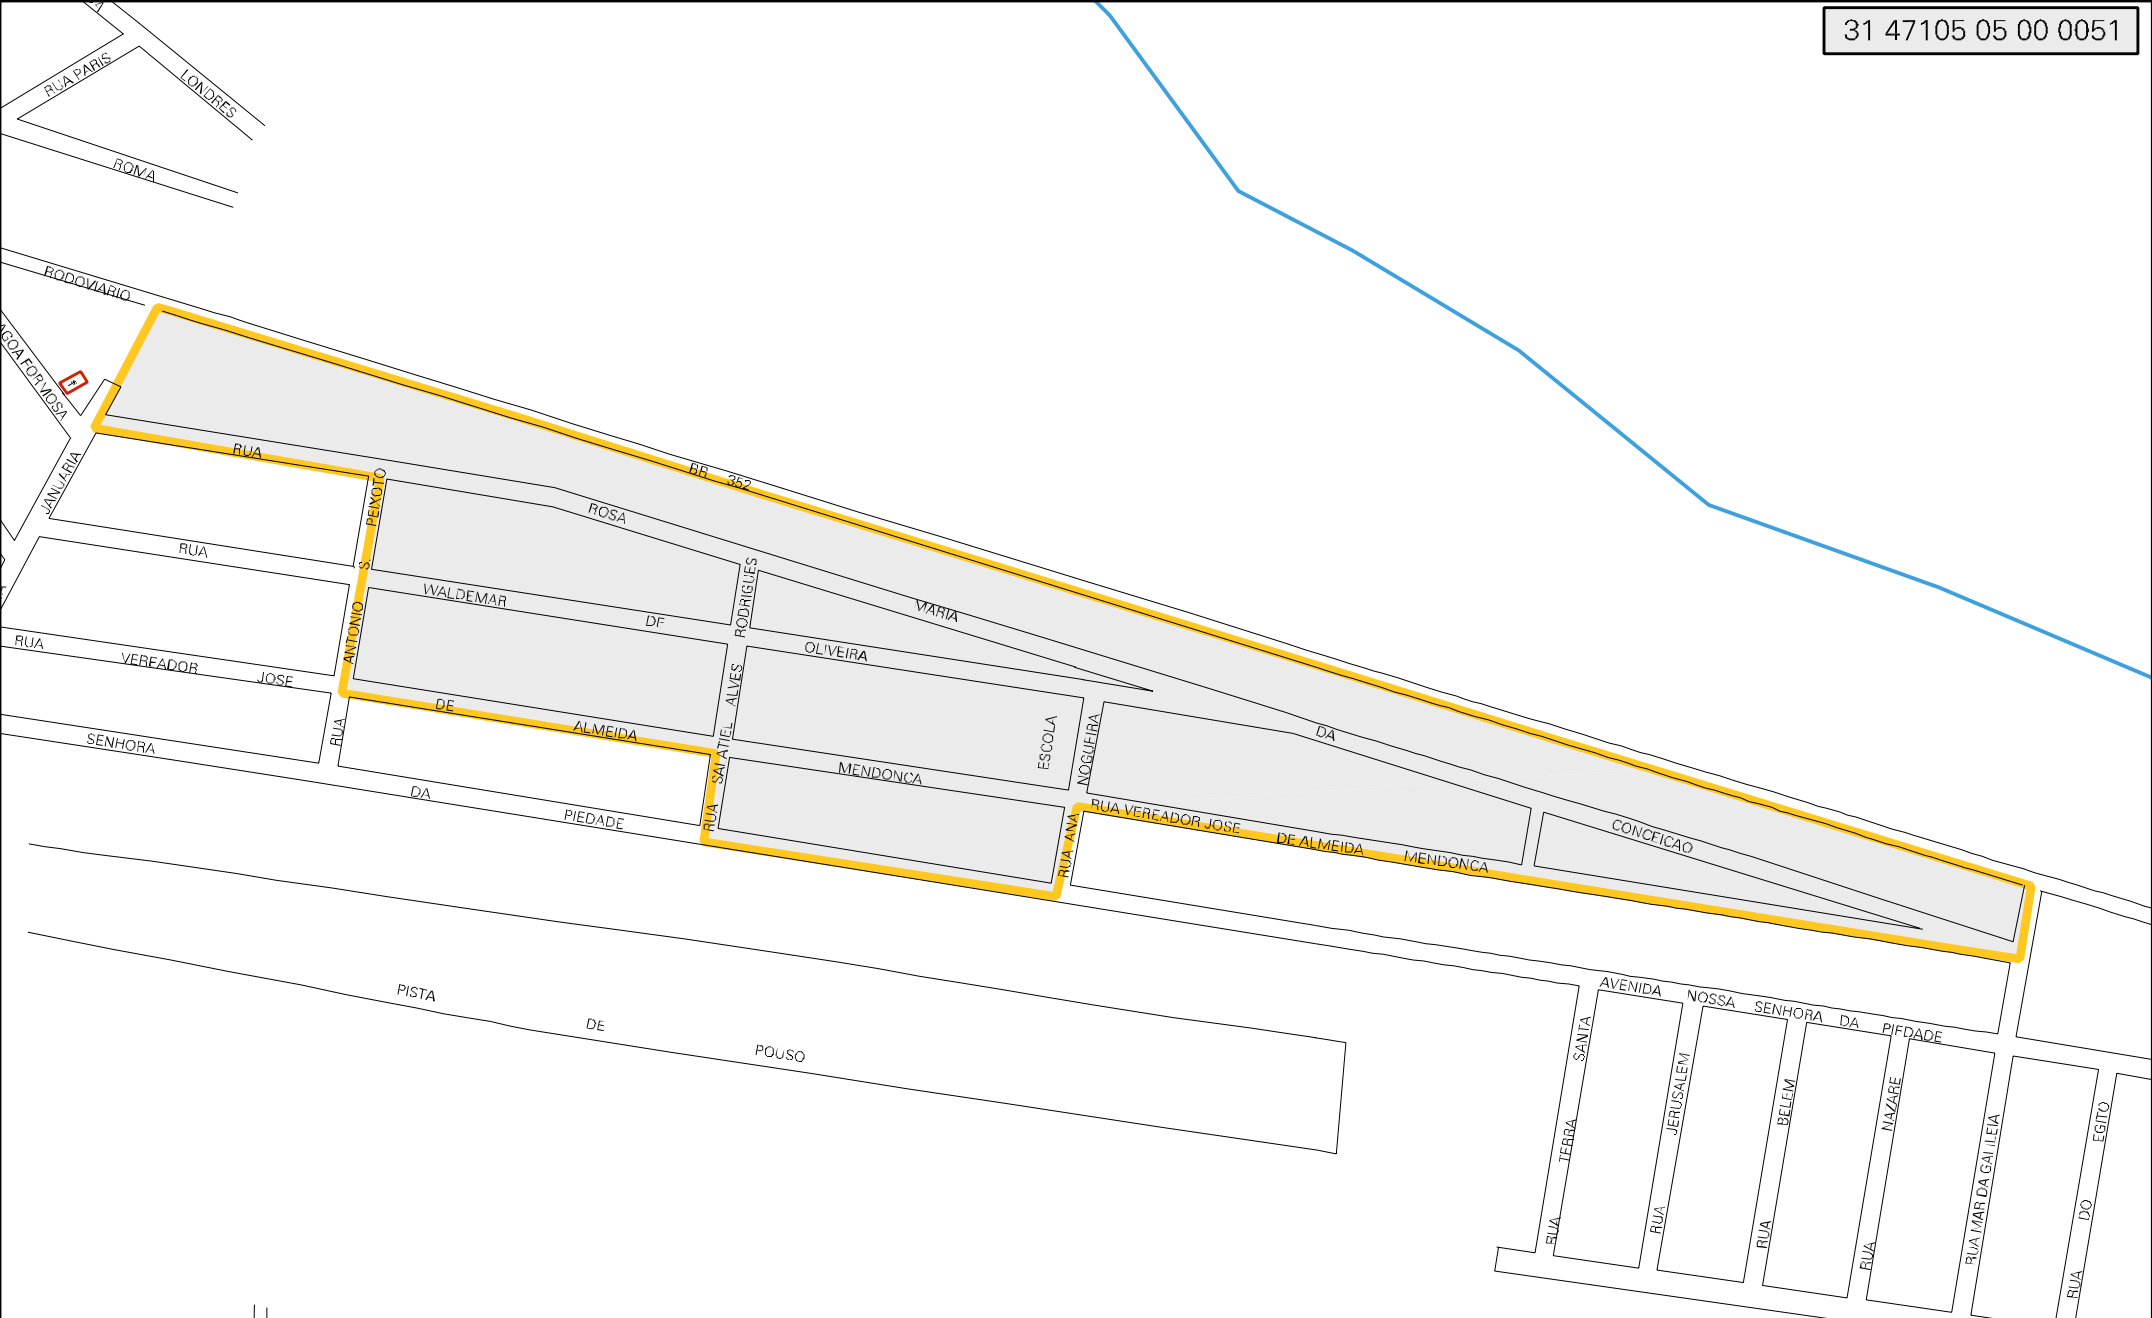 31 47105 05 00 0051
RUA PARIS
LONDRES
ROMA
RODOVIARIO
AGOA FORMOSA
JANUARIA
RUA
BR 352
PEIXOTO
ROSA
RUA
S
WALDEMAR
DE
RODRIGUES
MARIA
ANTONIO
OLIVEIRA
RUA
VEREADOR
JOSE
ALVES
DE
ALMEIDA
ESCOLA
NOGUEIRA
DA
RUA
SENHORA
SALATIEL
MENDONCA
DA
PIEDADE
RUA
RUA ANA
RUA VEREADOR JOSE
DE ALMEIDA
MENDONCA
CONCEICAO
PISTA
DE
POUSO
AVENIDA
NOSSA
SENHORA
DA
PIEDADE
SANTA
TERRA
RUA
JERUSALEM
RUA
BELEM
RUA
NAZARE
RUA
RUA MAR DA GALILEIA
EGITO
DO
RUA